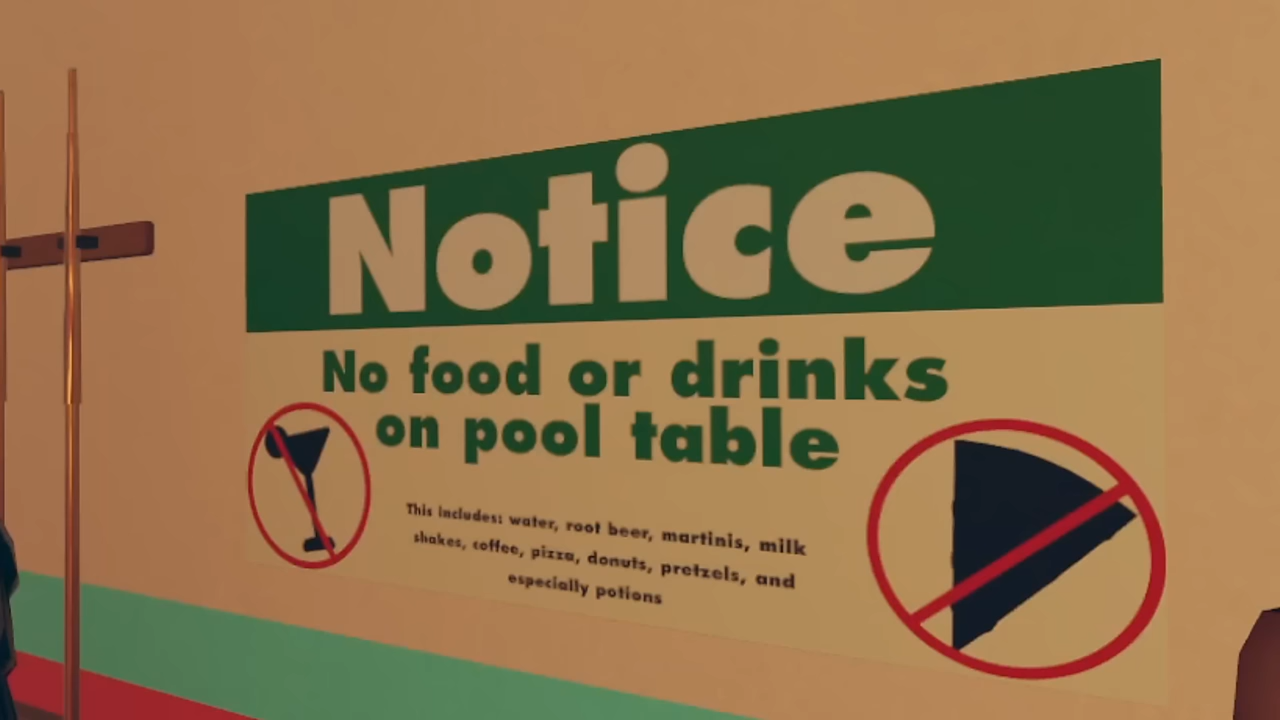 Notice
No food or drinks
on pool table
This includes: water, root beer, martinis, milk
shakes, coffee, pizza, donuts, pretzels, and
especially potions